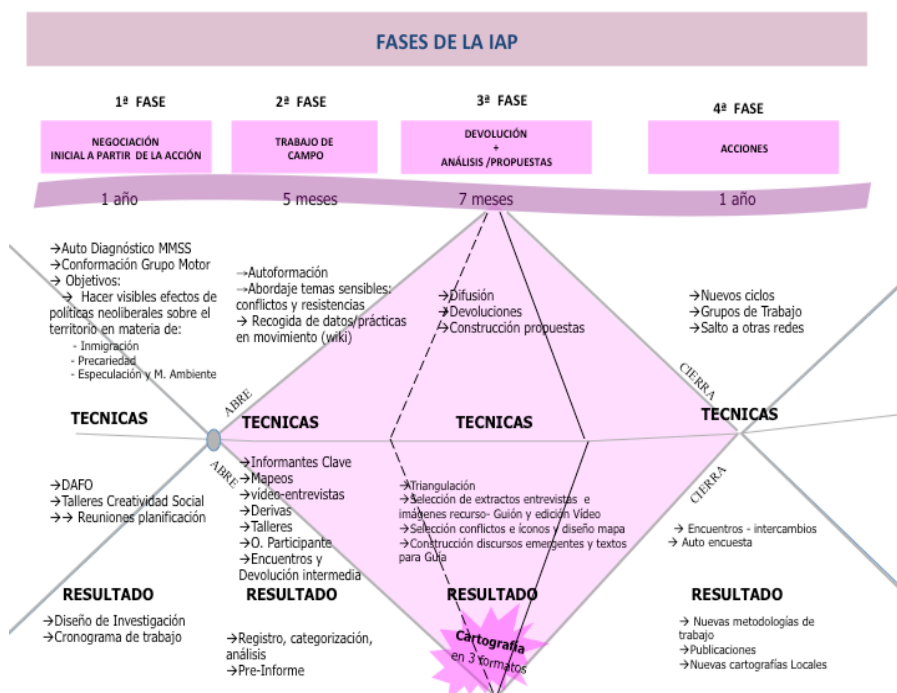 FASES DE LA IAP
1ª FASE
2ª FASE
3ª FASE
4ª FASE
NEGOCIACIÓN
INICIAL A PARTIR DE LA ACCIÓN
TRABAJO DE
CAMPO
DEVOLUCIÓN
+
ANÁLISIS /PROPUESTAS
ACCIONES
1 año
5 meses
7 meses
1 año
→Auto Diagnóstico MMSS
→Conformación Grupo Motor
→ Objetivos:
→ Hacer visibles efectos de
políticas neoliberales sobre el
territorio en materia de:
- Inmigración
- Precariedad
- Especulación y M. Ambiente
→Autoformación
→Abordaje temas sensibles:
conflictos y resistencias
→ Recogida de datos/prácticas
en movimiento (wiki)
→Difusión
→Devoluciones
→Construcción propuestas
→Nuevos ciclos
→Grupos de Trabajo
→Salto a otras redes
ABRE
CIERRA
TECNICAS
TECNICAS
TECNICAS
TECNICAS
ABRE
CIERRA
→DAFO
→Talleres Creatividad Social
→→ Reuniones planificación
→Informantes Clave
→Mapeos
→vídeo-entrevistas
→Derivas
→Talleres
→O. Participante
→Encuentros y
Devolución intermedia
→Triangulación
→Selección de extractos entrevistas e
imágenes recurso- Guión y edición Vídeo
→Selección conflictos e íconos y diseño mapa
→Construcción discursos emergentes y textos
para Guía
→ Encuentros - intercambios
→ Auto encuesta
RESULTADO
RESULTADO
RESULTADO
RESULTADO
→Diseño de Investigación
→Cronograma de trabajo
→Registro, categorización,
análisis
→Pre-Informe
Cartografía
en 3 formatos
→ Nuevas metodologías de
trabajo
→Publicaciones
→Nuevas cartografías Locales